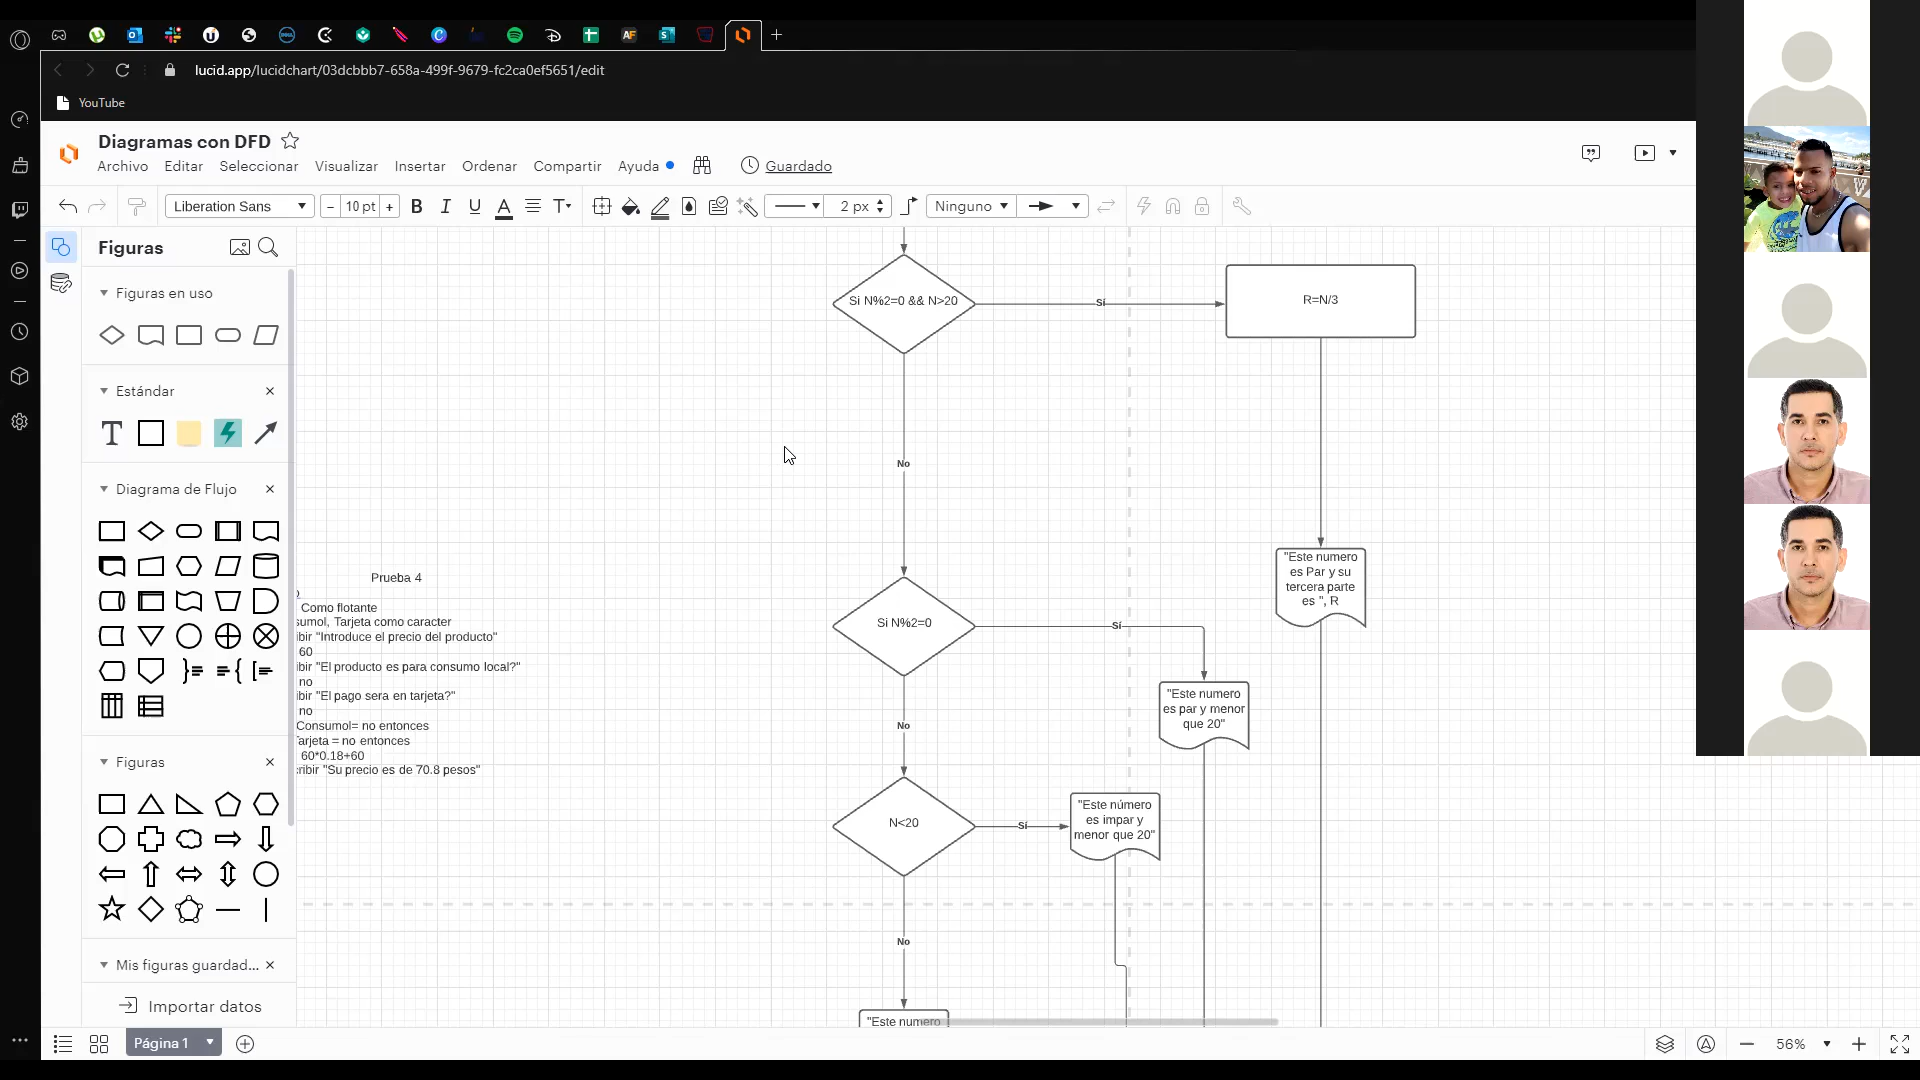 lucid.app/lucidchart/03dcbbb7-658a-499f-9679-fc2ca0ef5651/edit
YouTube
Diagramas con DFD
Archivo Editar Seleccionar Visualizar Insertar Ordenar Compartir Ayuda Guardado
Liberation Sans - 10 pt + B I U A T 2 px Ninguno
Figuras
Figuras en uso
Estándar
T
Diagrama de Flujo
Figuras
Mis figuras guardad...
Importar datos
Página 1
56%
Si N%2=0 && N>20
Sí
R=N/3
No
"Este numero
es Par y su
tercera parte
es ", R
Si N%2=0
Sí
"Este numero
es par y menor
que 20"
No
N<20
Sí
"Este número
es impar y
menor que 20"
No
"Este numero
Prueba 4
Como flotante
sumol, Tarjeta como caracter
ibir "Introduce el precio del producto"
60
ibir "El producto es para consumo local?"
no
ibir "El pago sera en tarjeta?"
no
Consumol= no entonces
Tarjeta = no entonces
60*0.18+60
cribir "Su precio es de 70.8 pesos"